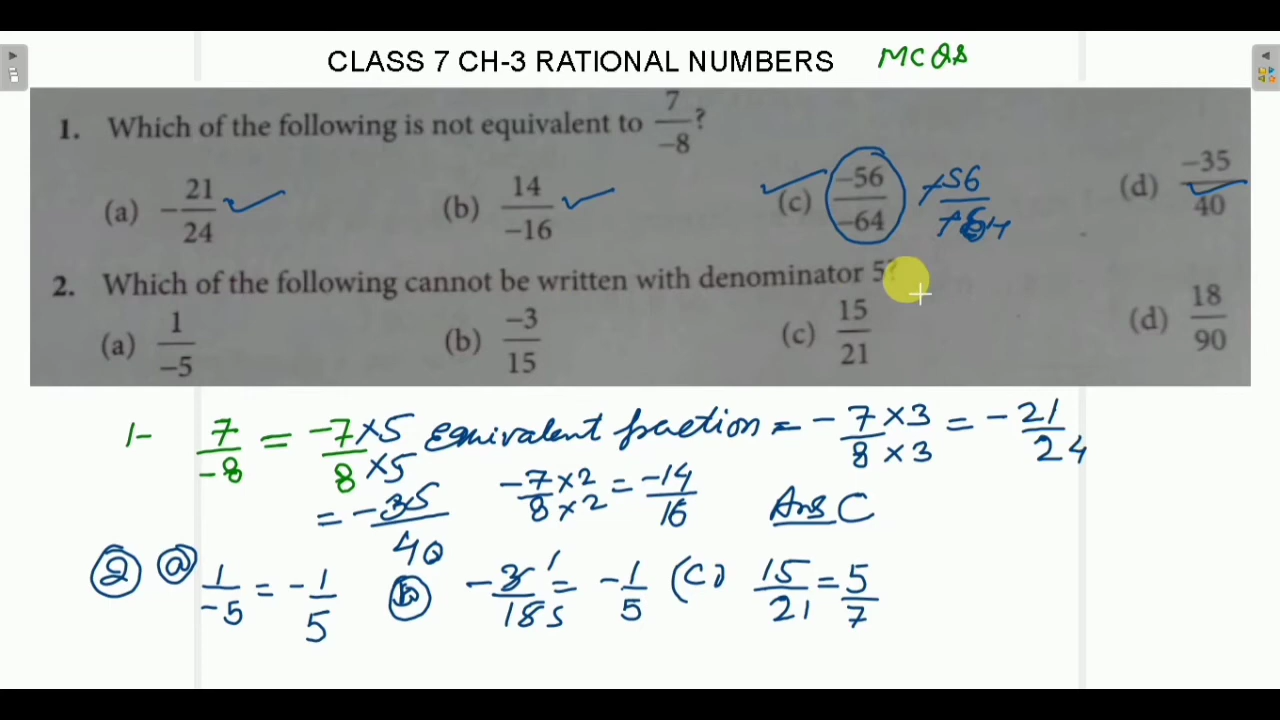 CLASS 7 CH-3 RATIONAL NUMBERS MCQs
1. Which of the following is not equivalent to 7/-8?
(a) -21/24 (b) 14/-16 (c) -56/-64 56/64 (d) -35/40
2. Which of the following cannot be written with denominator 5?
(a) 1/-5 (b) -3/15 (c) 15/21 (d) 18/90
1- 7/-8 = -7×5/8×5 Equivalent fraction = -7×3/8×3 = -21/24
= -35/40 -7×2/8×2 = -14/16 Ans C
② ⓐ 1/-5 = -1/5 ⓑ -3/15 = -1/5 (C) 15/21 = 5/7